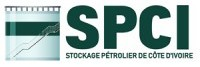 SPCI
STOCKAGE PÉTROLIER DE CÔTE D'IVOIRE